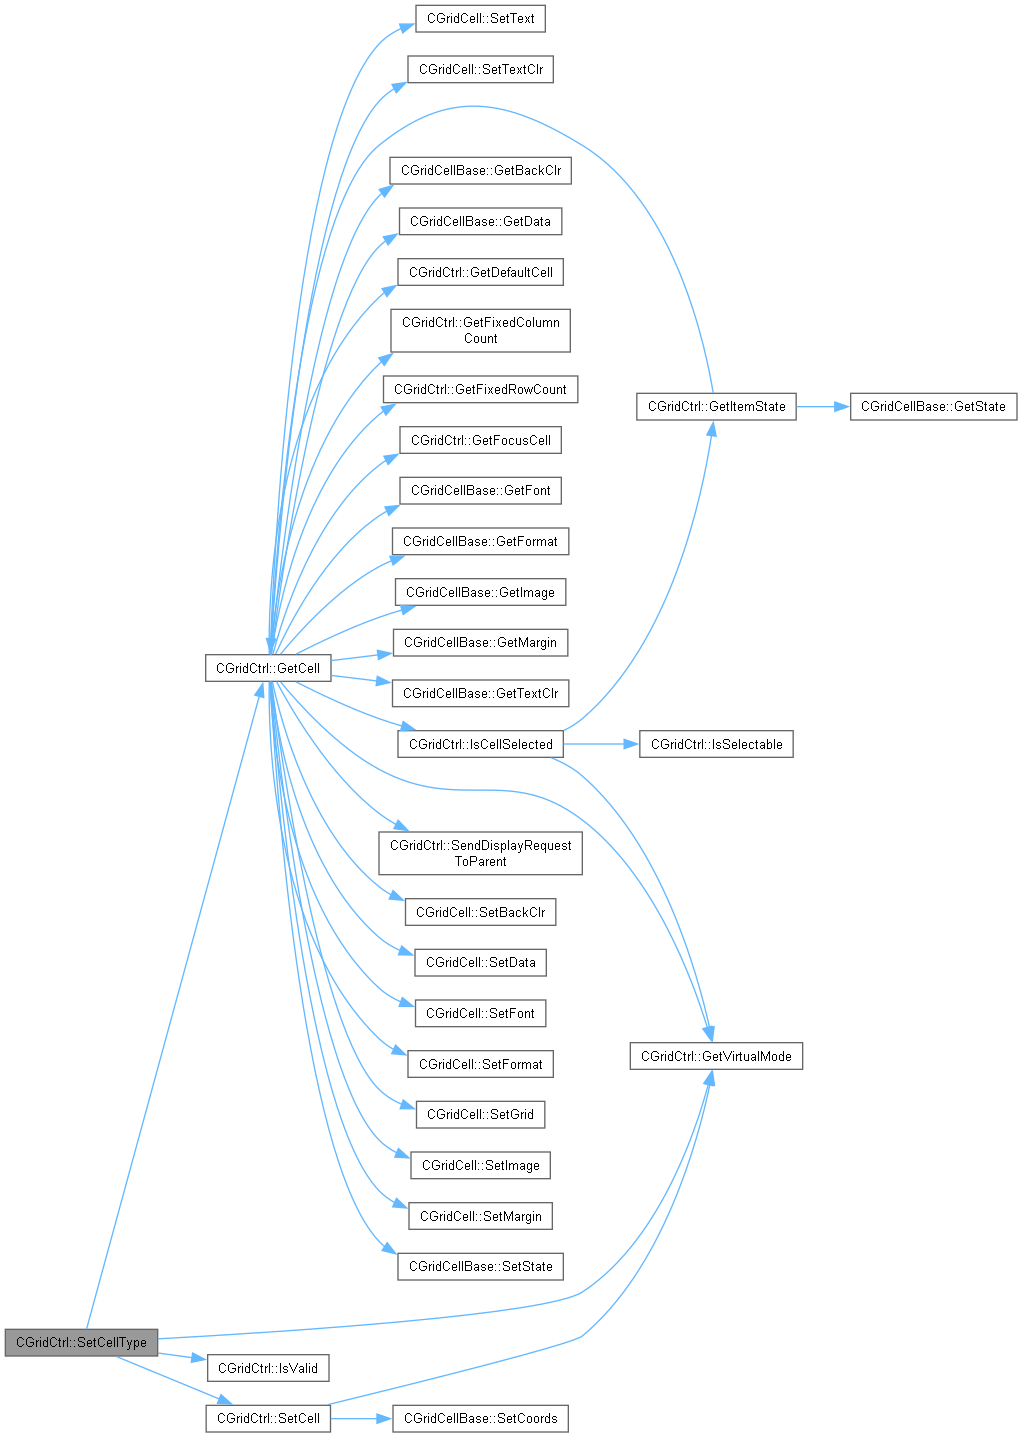 CGridCell::SetText
CGridCell::SetTextClr
CGridCellBase::GetBackClr
CGridCellBase::GetData
CGridCtrl::GetDefaultCell
CGridCtrl::GetFixedColumn
Count
CGridCtrl::GetFixedRowCount
CGridCtrl::GetItemState
CGridCellBase::GetState
CGridCtrl::GetFocusCell
CGridCellBase::GetFont
CGridCellBase::GetFormat
CGridCellBase::GetImage
CGridCellBase::GetMargin
CGridCtrl::GetCell
CGridCellBase::GetTextClr
CGridCtrl::IsCellSelected
CGridCtrl::IsSelectable
CGridCtrl::SendDisplayRequest
ToParent
CGridCell::SetBackClr
CGridCell::SetData
CGridCell::SetFont
CGridCtrl::GetVirtualMode
CGridCell::SetFormat
CGridCell::SetGrid
CGridCell::SetImage
CGridCell::SetMargin
CGridCellBase::SetState
CGridCtrl::SetCellType
CGridCtrl::IsValid
CGridCtrl::SetCell
CGridCellBase::SetCoords